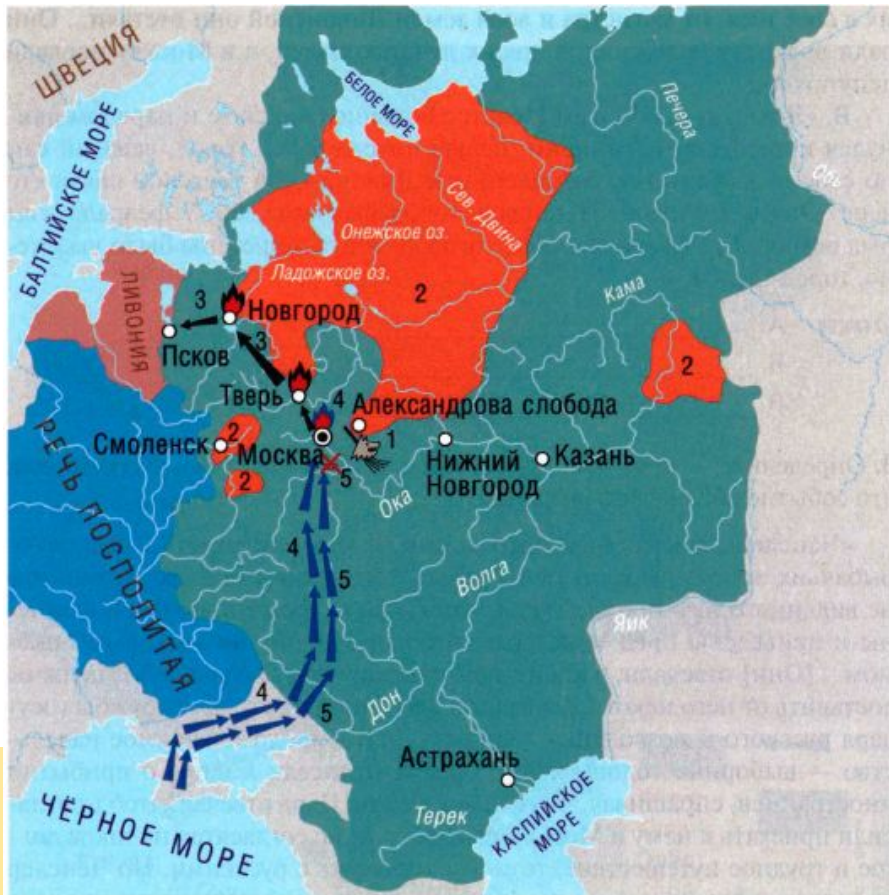 ШВЕЦИЯ
БЕЛОЕ МОРЕ
Печера
Обь
БАЛТИЙСКОЕ МОРЕ
Сев. Двина
Онежское оз.
Ладожское оз.
2
Кама
ЛИВОНИЯ
3
Новгород
Псков
3
2
Тверь
4
Александрова слобода
1
Смоленск
2
Москва
5
Нижний
Новгород
Казань
2
Ока
РЕЧЬ ПОСПОЛИТАЯ
4
5
Волга
Яик
4
5
Дон
Астрахань
ЧЁРНОЕ МОРЕ
Терек
КАСПИЙСКОЕ
МОРЕ